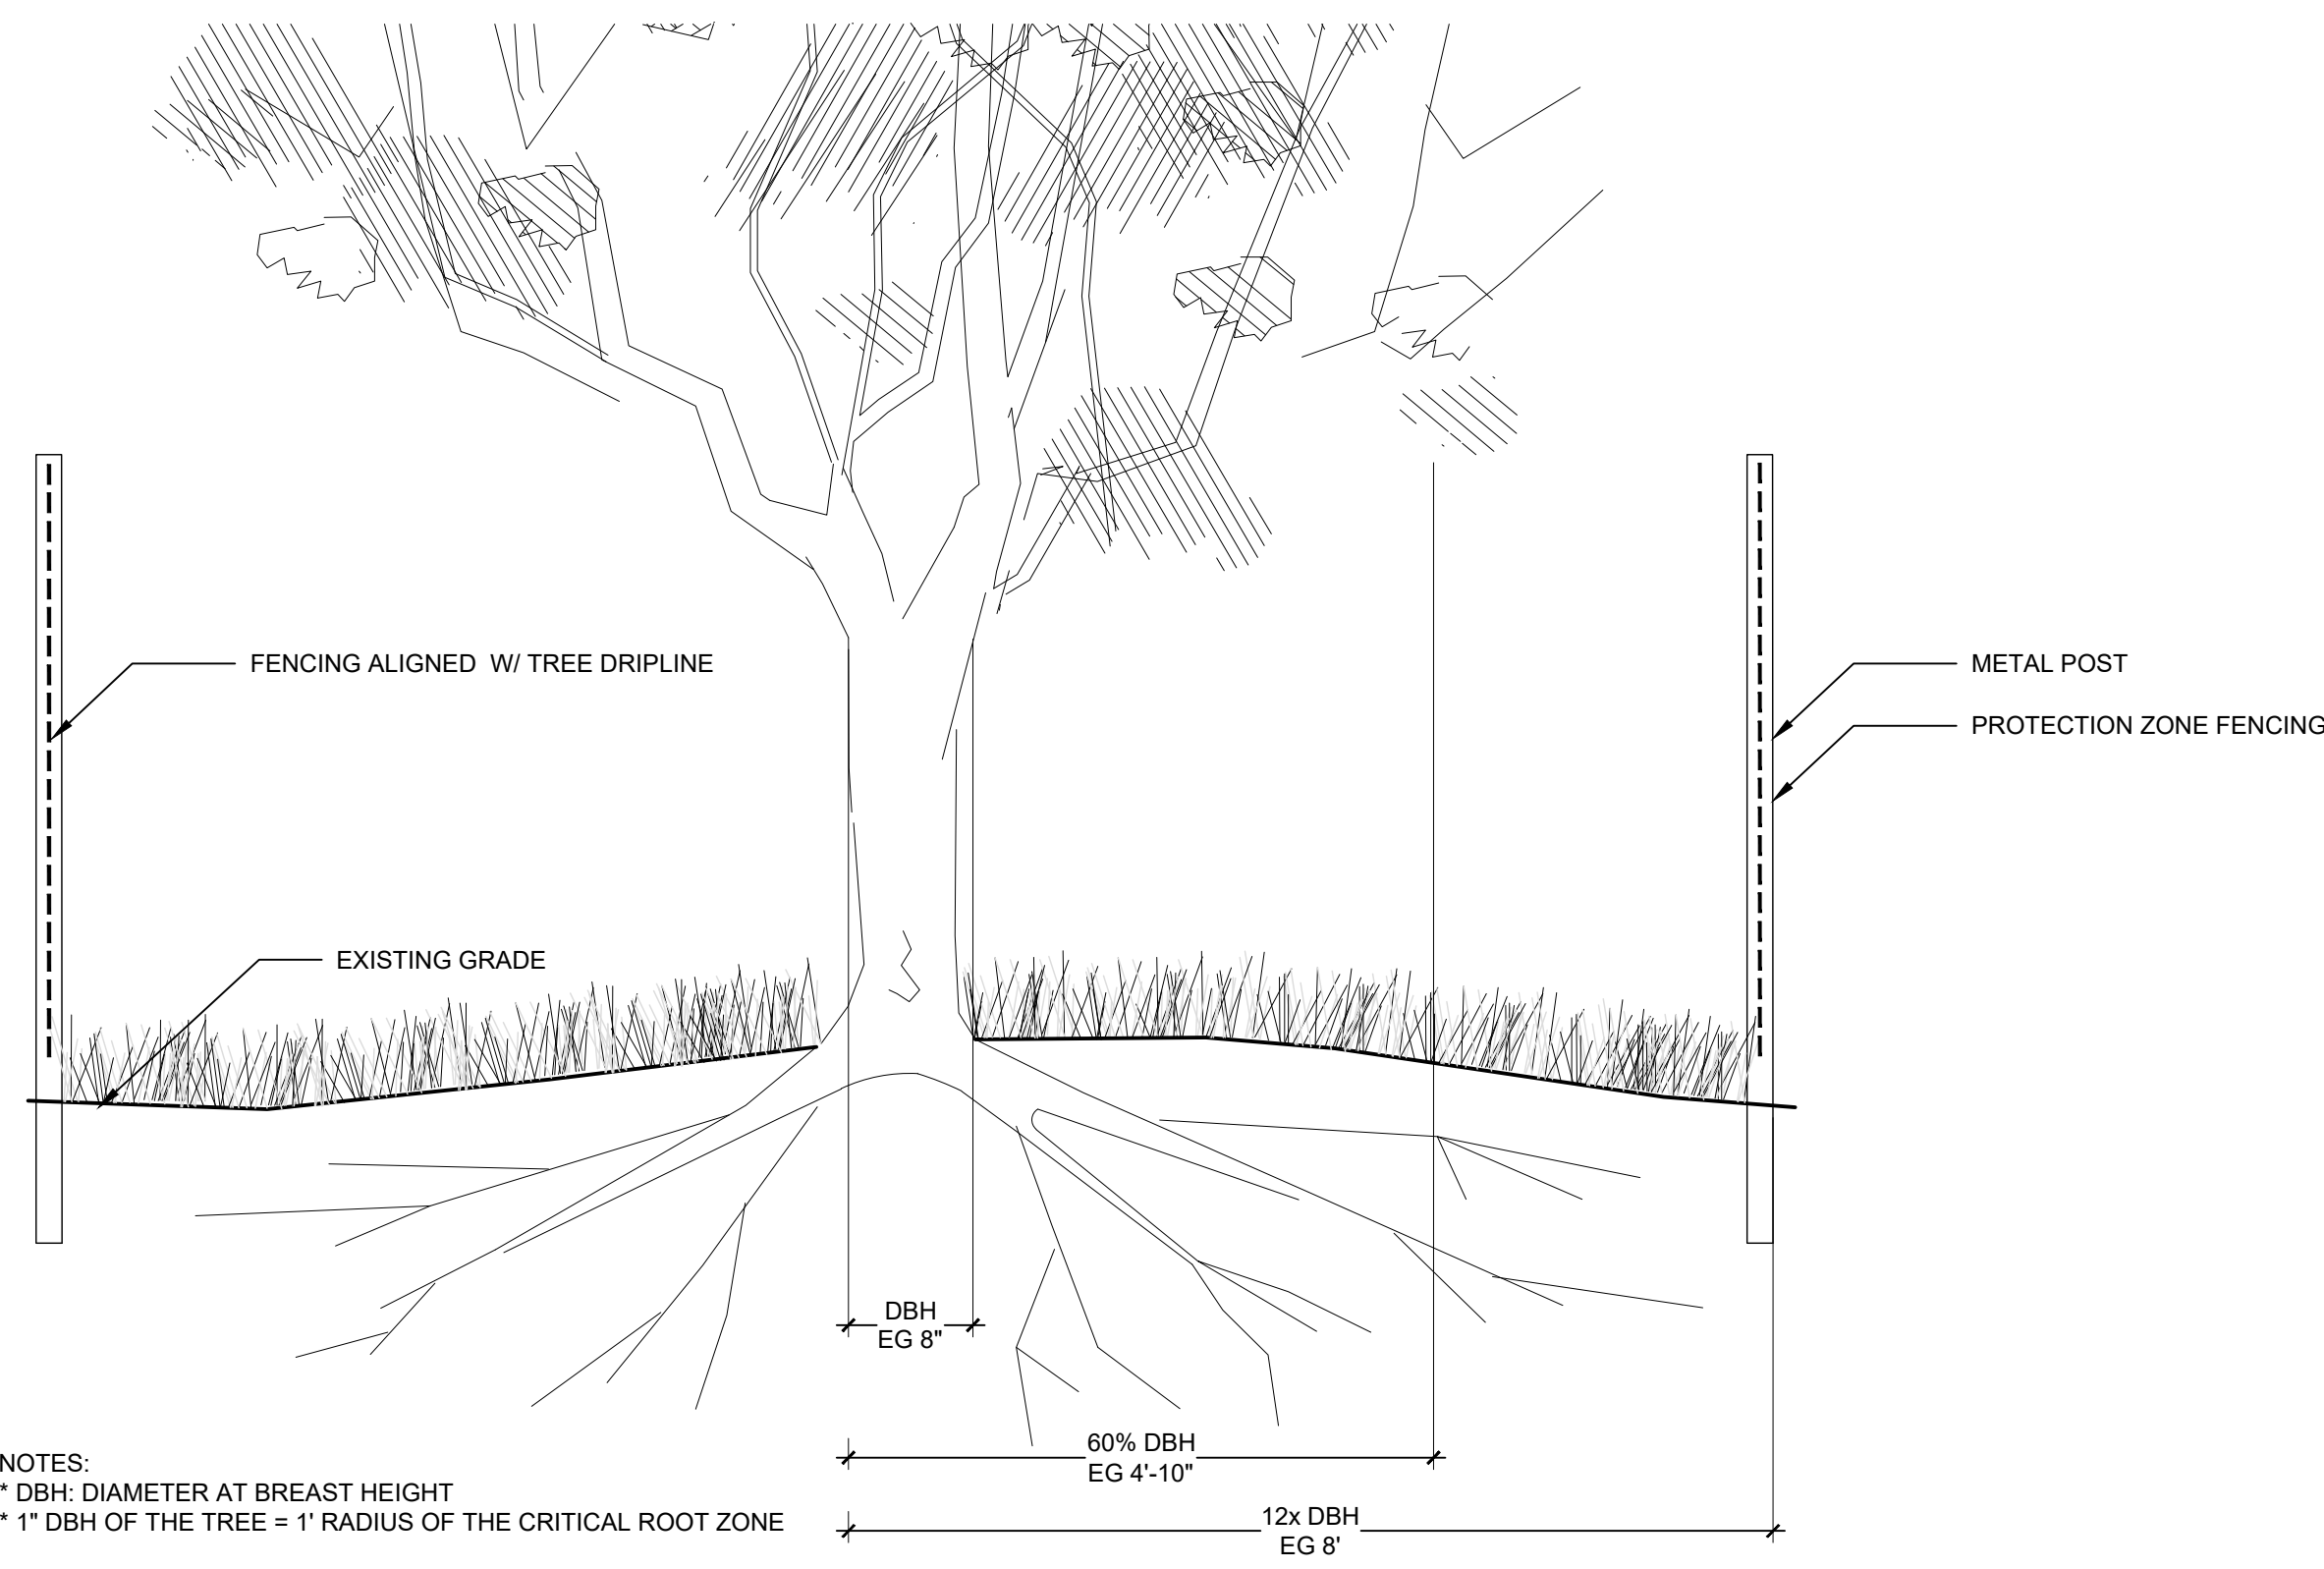 FENCING ALIGNED W/ TREE DRIPLINE
METAL POST
PROTECTION ZONE FENCING
EXISTING GRADE
DBH
EG 8"
60% DBH
EG 4'-10"
12x DBH
EG 8'
NOTES:
* DBH: DIAMETER AT BREAST HEIGHT
* 1" DBH OF THE TREE = 1' RADIUS OF THE CRITICAL ROOT ZONE